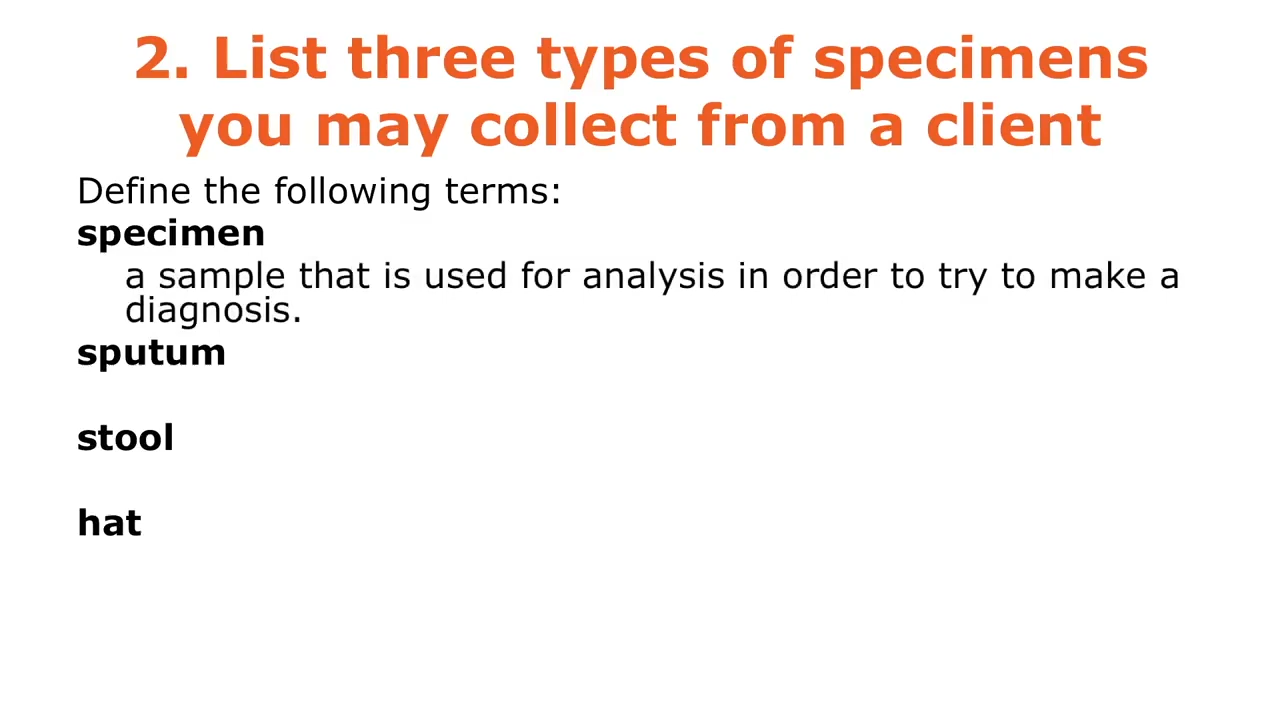 2. List three types of specimens
you may collect from a client
Define the following terms:
specimen
a sample that is used for analysis in order to try to make a
diagnosis.
sputum
stool
hat